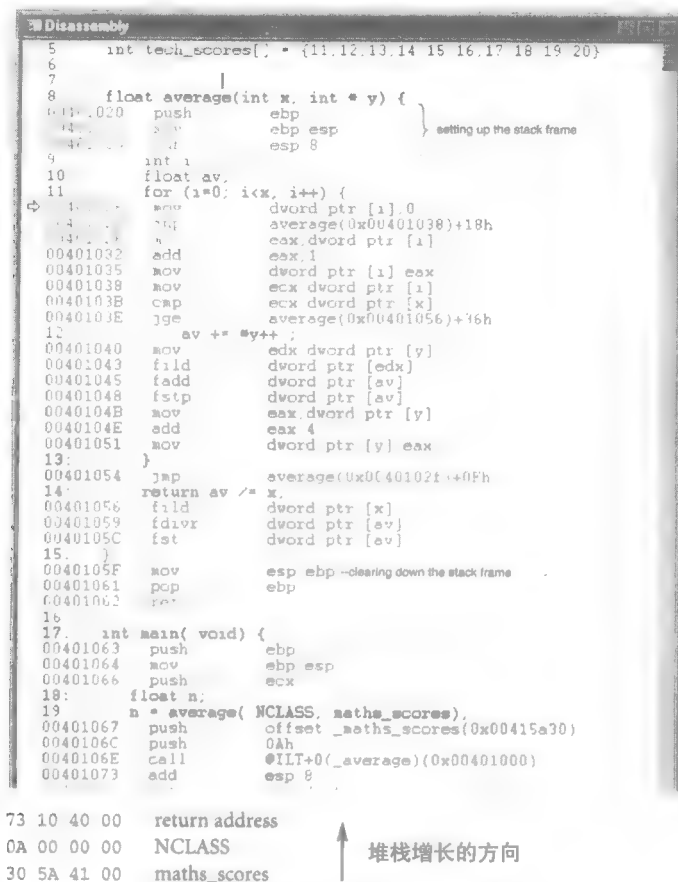 Disassembly
5 int tech_scores[] = {11,12,13,14 15 16,17 18 19 20}
6
7
8 float average(int x, int * y) {
020 push ebp
ebp esp } setting up the stack frame
esp 8
9 int i
10 float av,
11 for (i=0; i<x, i++) {
mov dword ptr [i],0
average(0x00401038)+18h
eax,dword ptr [i]
00401032 add eax,1
00401035 mov dword ptr [i] eax
00401038 mov ecx dword ptr [i]
0040103B cmp ecx dword ptr [x]
0040103E jge average(0x00401056)+36h
12 av += *y++ ;
00401040 mov edx dword ptr [y]
00401043 fild dword ptr [edx]
00401045 fadd dword ptr [av]
00401048 fstp dword ptr [av]
0040104B mov eax,dword ptr [y]
0040104E add eax 4
00401051 mov dword ptr [y] eax
13: }
00401054 jmp average(0x0040102f)+0Fh
14 return av /= x,
00401056 fild dword ptr [x]
00401059 fdivr dword ptr [av]
0040105C fst dword ptr [av]
15. }
0040105F mov esp ebp --clearing down the stack frame
00401061 pop ebp
00401062 ret
16
17. int main( void) {
00401063 push ebp
00401064 mov ebp esp
00401066 push ecx
18: float n;
19 n = average( NCLASS, maths_scores),
00401067 push offset _maths_scores(0x00415a30)
0040106C push 0Ah
0040106E call @ILT+0(_average)(0x00401000)
00401073 add esp 8
73 10 40 00 return address
0A 00 00 00 NCLASS
堆栈增长的方向
30 5A 41 00 maths_scores